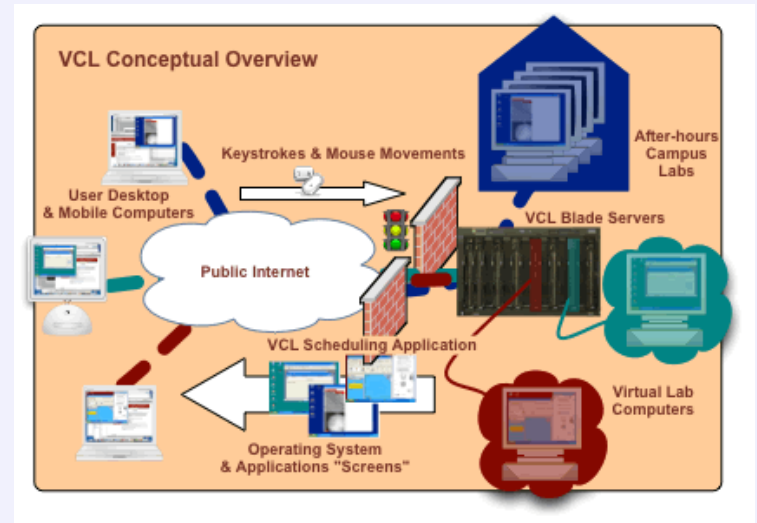 VCL Conceptual Overview
Keystrokes & Mouse Movements
After-hours
Campus
Labs
User Desktop
& Mobile Computers
VCL Blade Servers
Public Internet
VCL Scheduling Application
Virtual Lab
Computers
Operating System
& Applications "Screens"